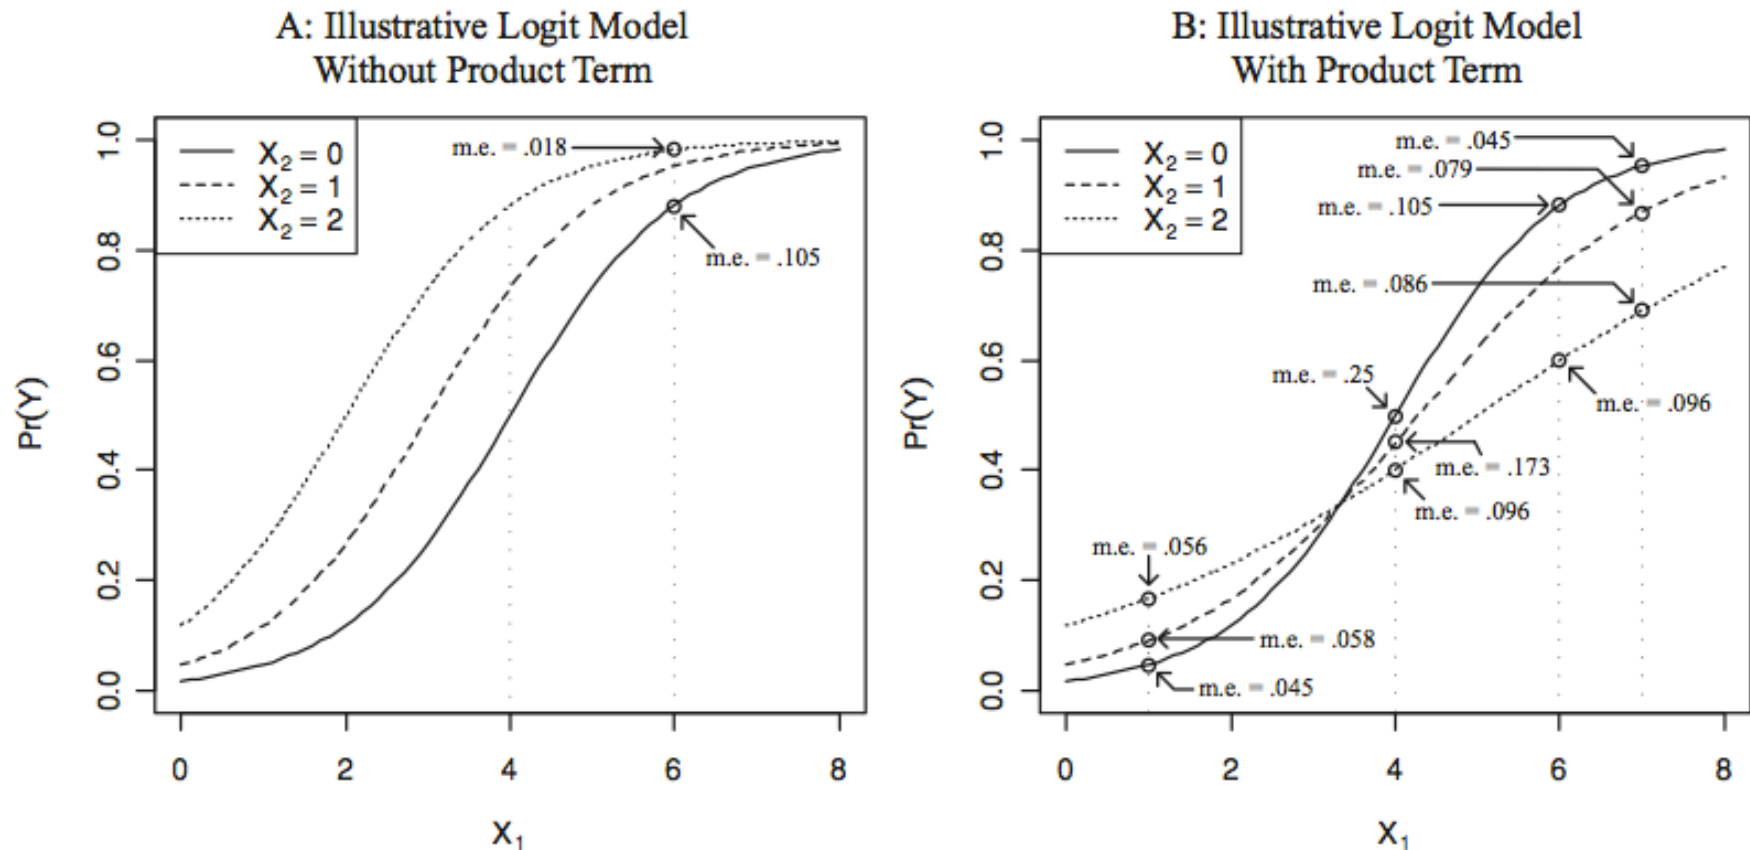 A: Illustrative Logit Model
Without Product Term
X2 = 0
X2 = 1
X2 = 2
m.e. = .018
m.e. = .105
1.0
0.8
0.6
0.4
0.2
0.0
Pr(Y)
0 2 4 6 8
X1
B: Illustrative Logit Model
With Product Term
X2 = 0
X2 = 1
X2 = 2
m.e. = .045
m.e. = .079
m.e. = .105
m.e. = .086
m.e. = .25
m.e. = .096
m.e. = .173
m.e. = .096
m.e. = .056
m.e. = .058
m.e. = .045
1.0
0.8
0.6
0.4
0.2
0.0
Pr(Y)
0 2 4 6 8
X1